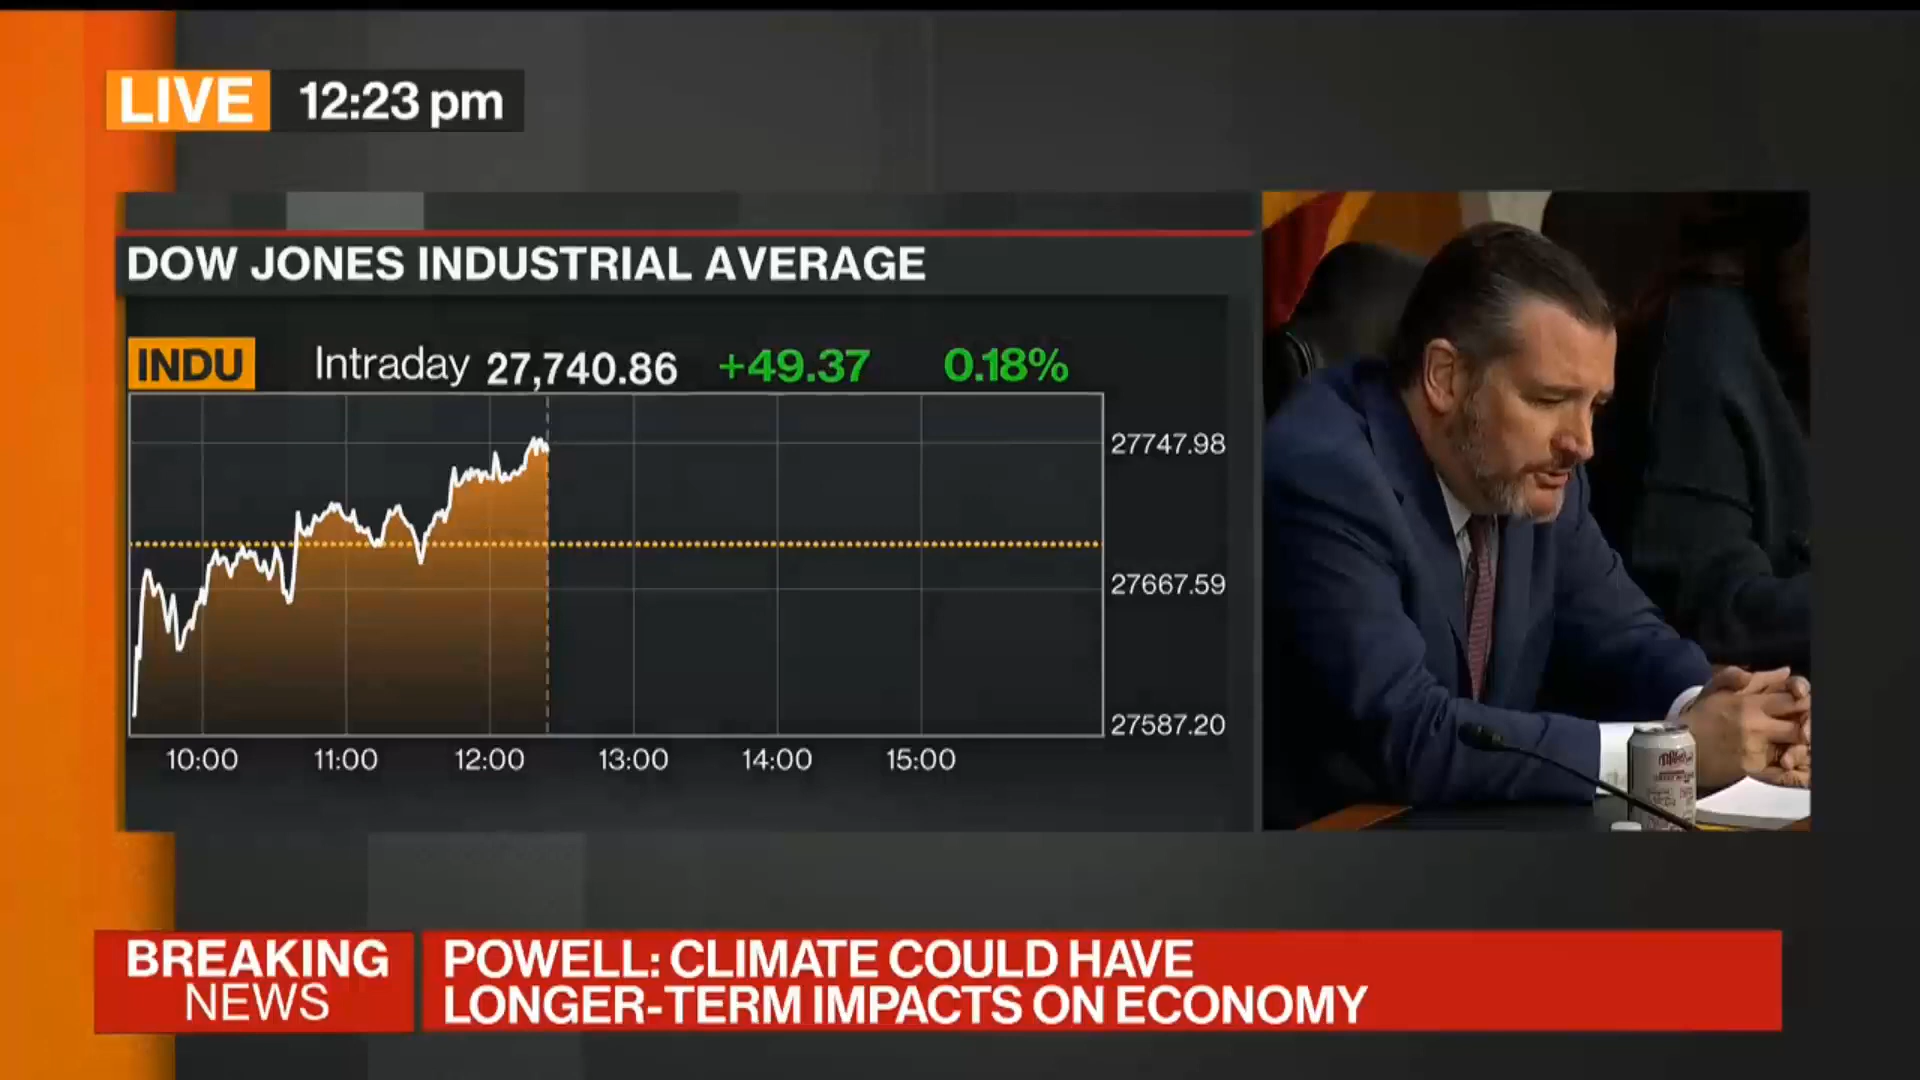 LIVE 12:23 pm
DOW JONES INDUSTRIAL AVERAGE
INDU Intraday 27,740.86 +49.37 0.18%
27747.98
27667.59
27587.20
10:00 11:00 12:00 13:00 14:00 15:00
BREAKING
NEWS
POWELL: CLIMATE COULD HAVE
LONGER-TERM IMPACTS ON ECONOMY